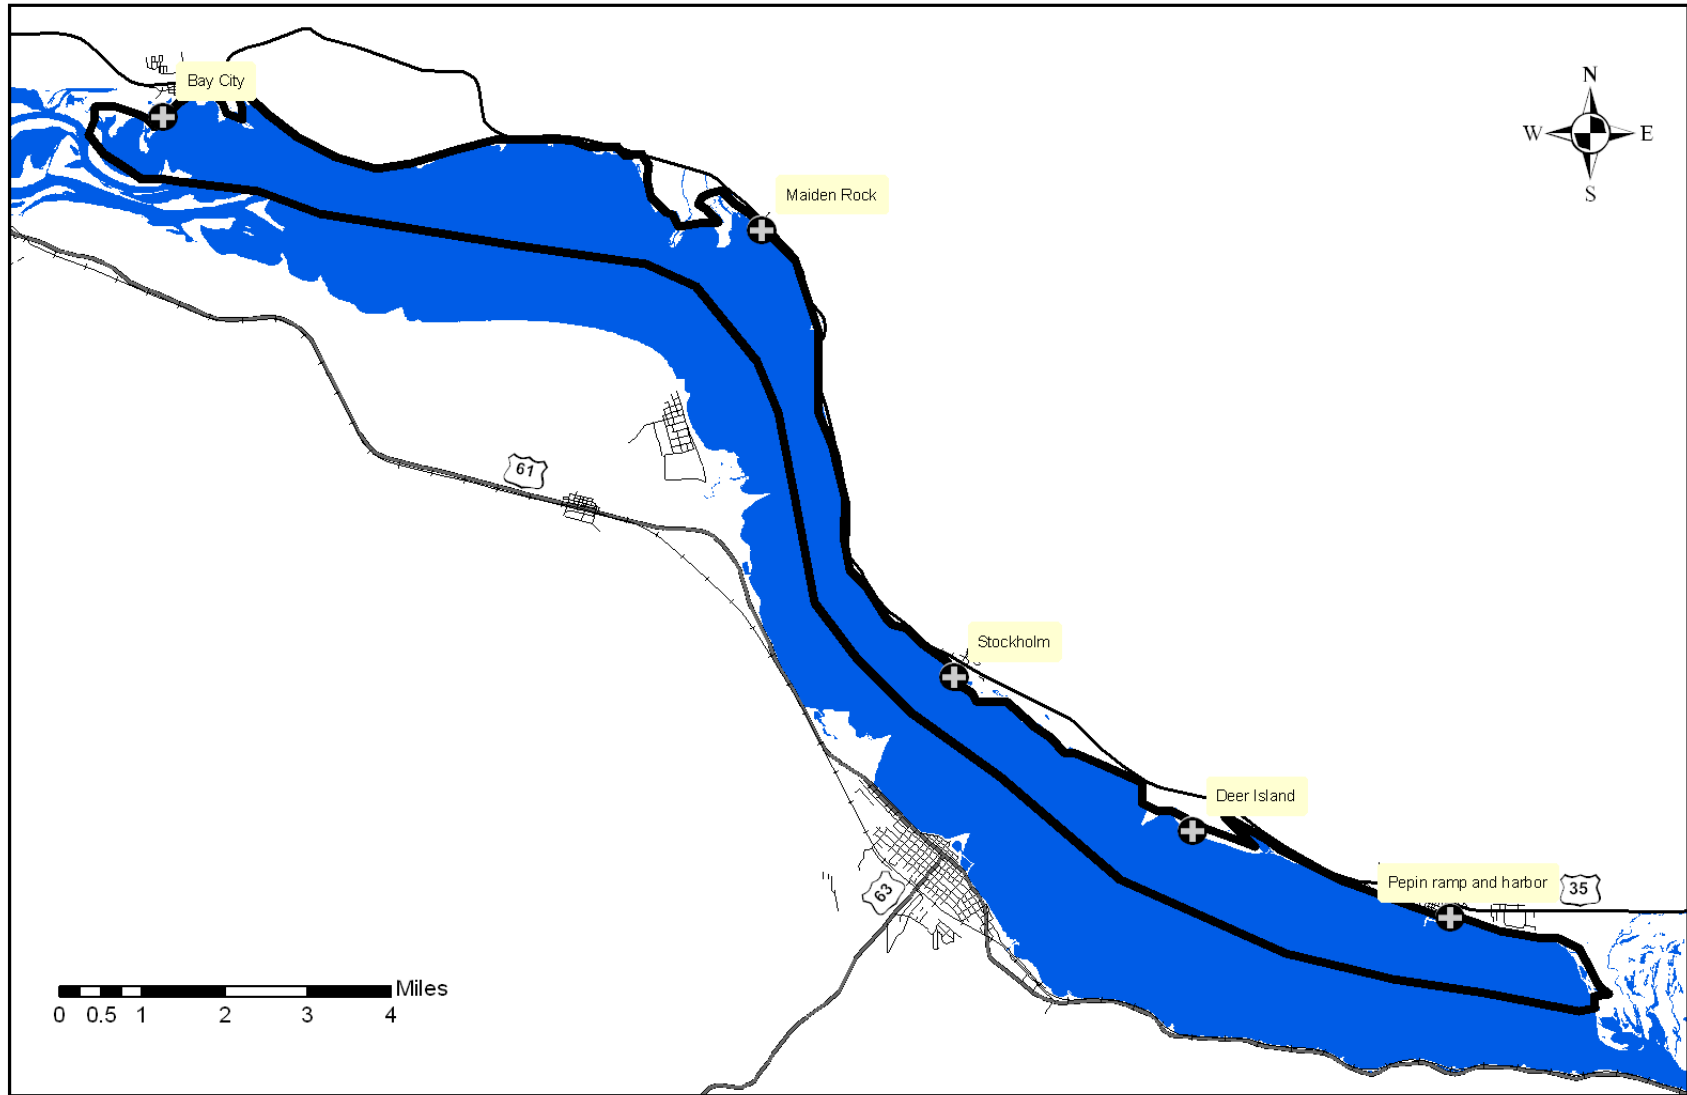 Bay City
N
W E
S
Maiden Rock
61
Stockholm
Deer Island
Pepin ramp and harbor
35
63
Miles
0 0.5 1 2 3 4